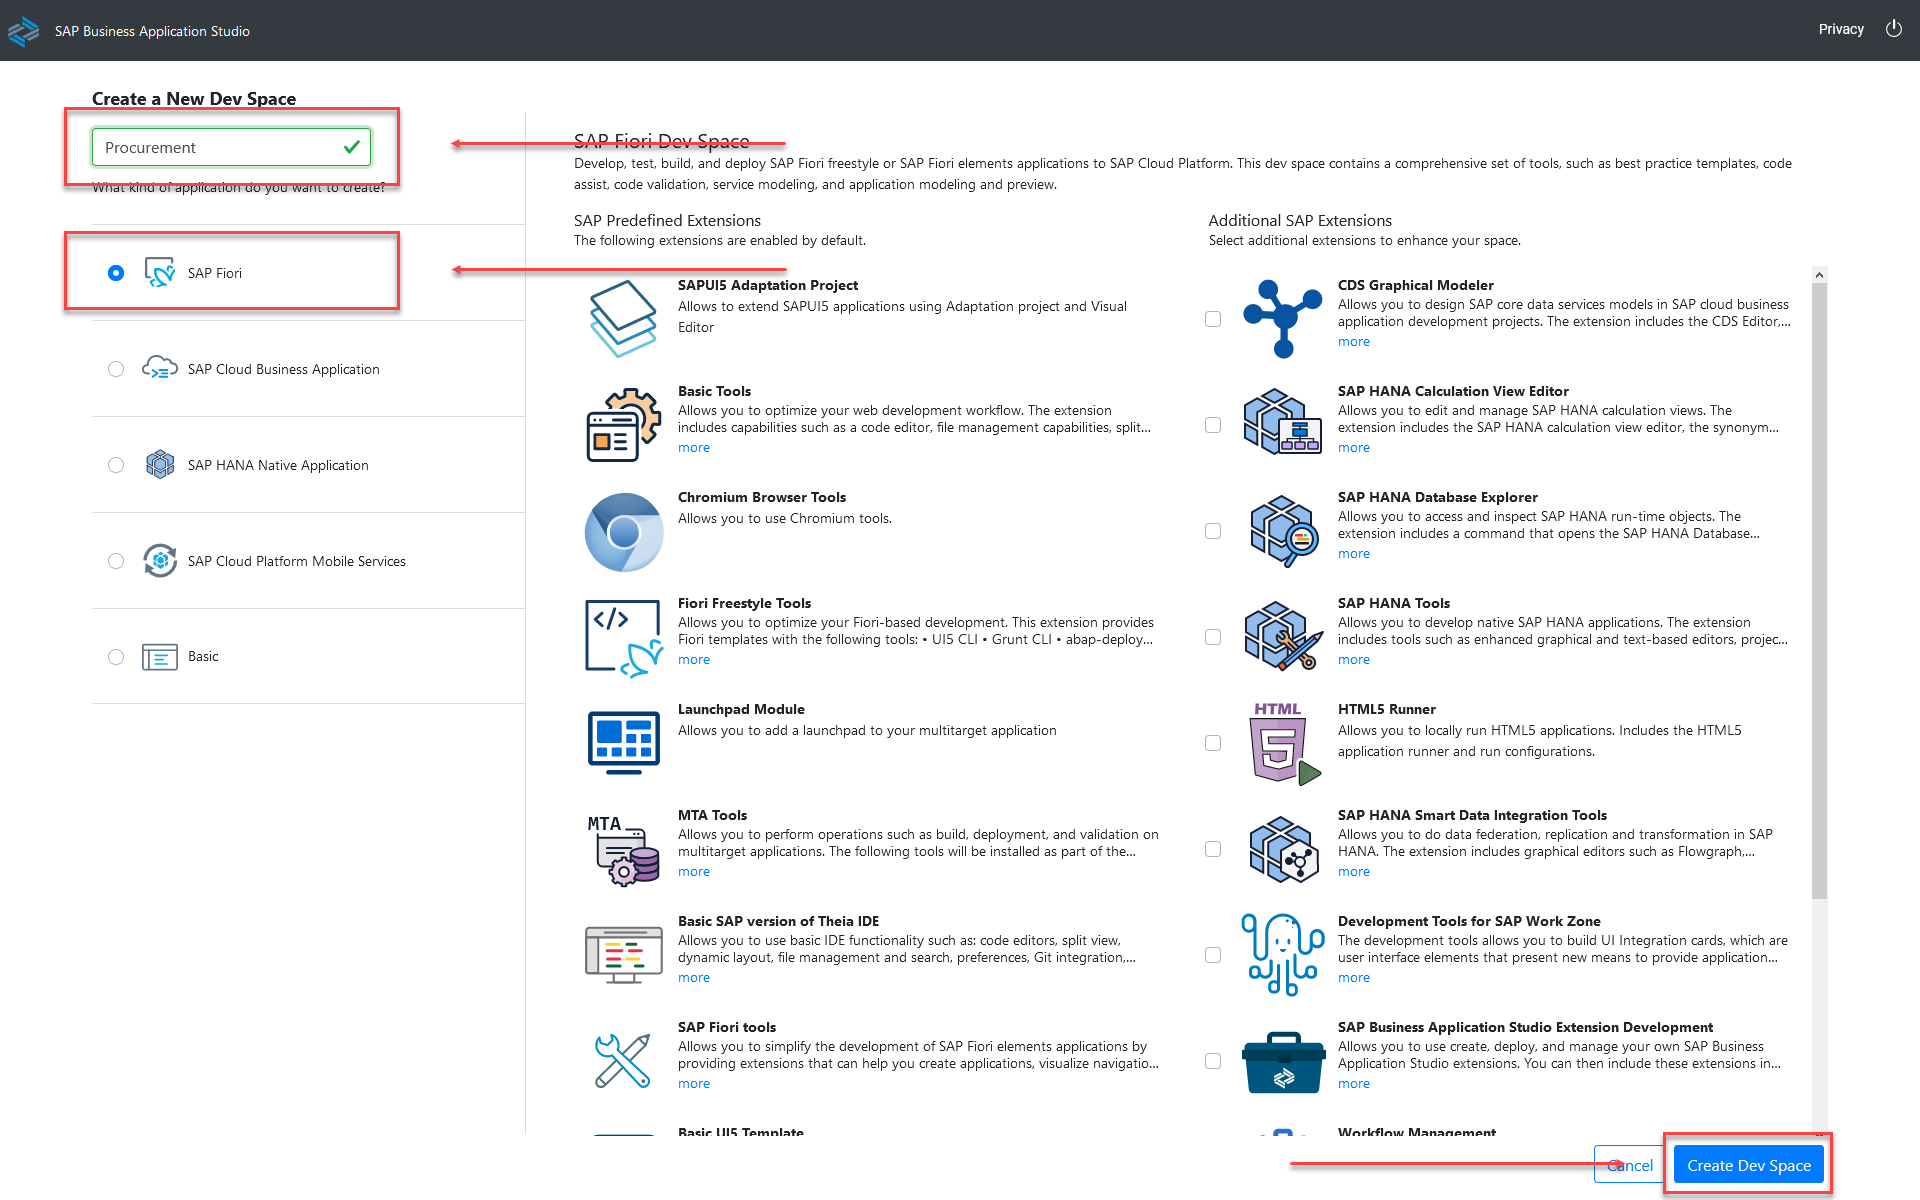 SAP Business Application Studio
Privacy
Create a New Dev Space
Procurement
What kind of application do you want to create?
SAP Fiori
SAP Cloud Business Application
SAP HANA Native Application
SAP Cloud Platform Mobile Services
Basic
SAP Fiori Dev Space
Develop, test, build, and deploy SAP Fiori freestyle or SAP Fiori elements applications to SAP Cloud Platform. This dev space contains a comprehensive set of tools, such as best practice templates, code
assist, code validation, service modeling, and application modeling and preview.
SAP Predefined Extensions
The following extensions are enabled by default.
SAPUI5 Adaptation Project
Allows to extend SAPUI5 applications using Adaptation project and Visual
Editor
Basic Tools
Allows you to optimize your web development workflow. The extension
includes capabilities such as a code editor, file management capabilities, split...
more
Chromium Browser Tools
Allows you to use Chromium tools.
Fiori Freestyle Tools
Allows you to optimize your Fiori-based development. This extension provides
Fiori templates with the following tools: • UI5 CLI • Grunt CLI • abap-deploy...
more
Launchpad Module
Allows you to add a launchpad to your multitarget application
MTA
MTA Tools
Allows you to perform operations such as build, deployment, and validation on
multitarget applications. The following tools will be installed as part of the...
more
Basic SAP version of Theia IDE
Allows you to use basic IDE functionality such as: code editors, split view,
dynamic layout, file management and search, preferences, Git integration,...
more
SAP Fiori tools
Allows you to simplify the development of SAP Fiori elements applications by
providing extensions that can help you create applications, visualize navigatio...
more
Basic UI5 Template
Additional SAP Extensions
Select additional extensions to enhance your space.
CDS Graphical Modeler
Allows you to design SAP core data services models in SAP cloud business
application development projects. The extension includes the CDS Editor,...
more
SAP HANA Calculation View Editor
Allows you to edit and manage SAP HANA calculation views. The
extension includes the SAP HANA calculation view editor, the synonym...
more
SAP HANA Database Explorer
Allows you to access and inspect SAP HANA run-time objects. The
extension includes a command that opens the SAP HANA Database...
more
SAP HANA Tools
Allows you to develop native SAP HANA applications. The extension
includes tools such as enhanced graphical and text-based editors, projec...
more
HTML
5
HTML5 Runner
Allows you to locally run HTML5 applications. Includes the HTML5
application runner and run configurations.
SAP HANA Smart Data Integration Tools
Allows you to do data federation, replication and transformation in SAP
HANA. The extension includes graphical editors such as Flowgraph,...
more
Development Tools for SAP Work Zone
The development tools allows you to build UI Integration cards, which are
user interface elements that present new means to provide application...
more
SAP Business Application Studio Extension Development
Allows you to use create, deploy, and manage your own SAP Business
Application Studio extensions. You can then include these extensions in...
more
Workflow Management
Cancel
Create Dev Space